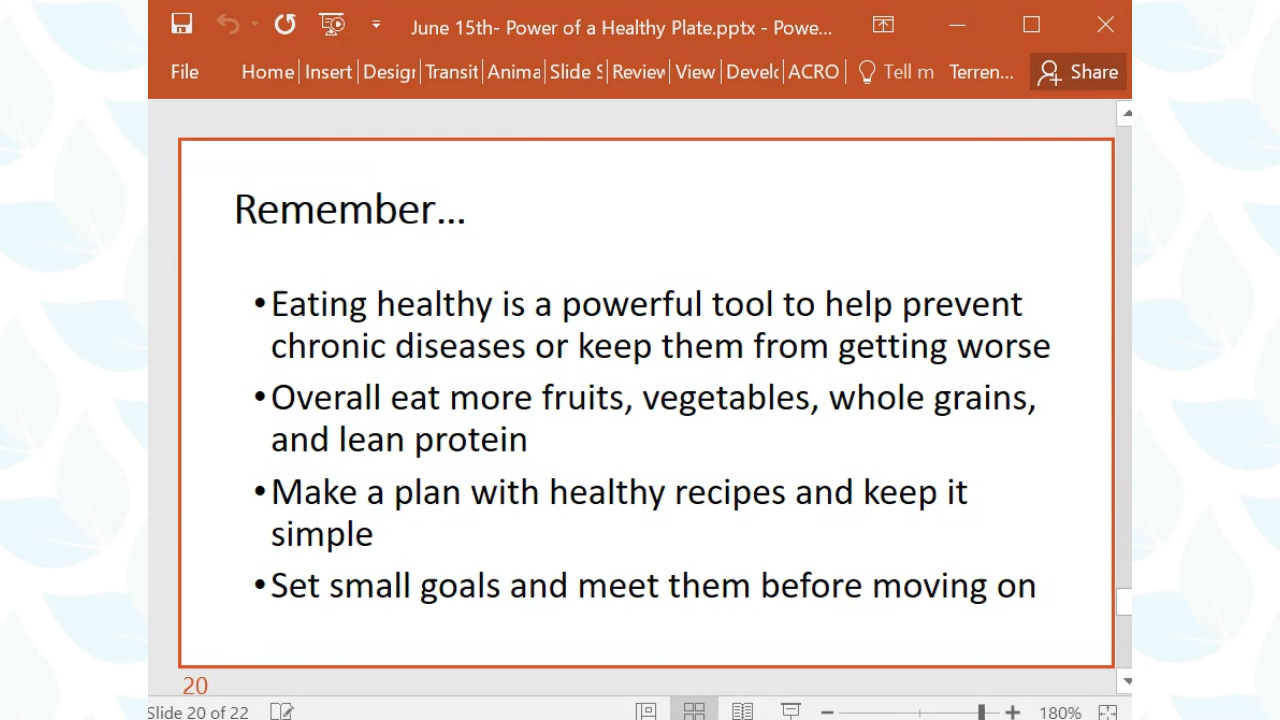 June 15th- Power of a Healthy Plate.pptx - Powe...
File Home Insert Design Transit Anima Slide S Review View Develo ACRO Tell m Terren... Share
Remember...
•Eating healthy is a powerful tool to help prevent
chronic diseases or keep them from getting worse
•Overall eat more fruits, vegetables, whole grains,
and lean protein
•Make a plan with healthy recipes and keep it
simple
•Set small goals and meet them before moving on
20
Slide 20 of 22 180%